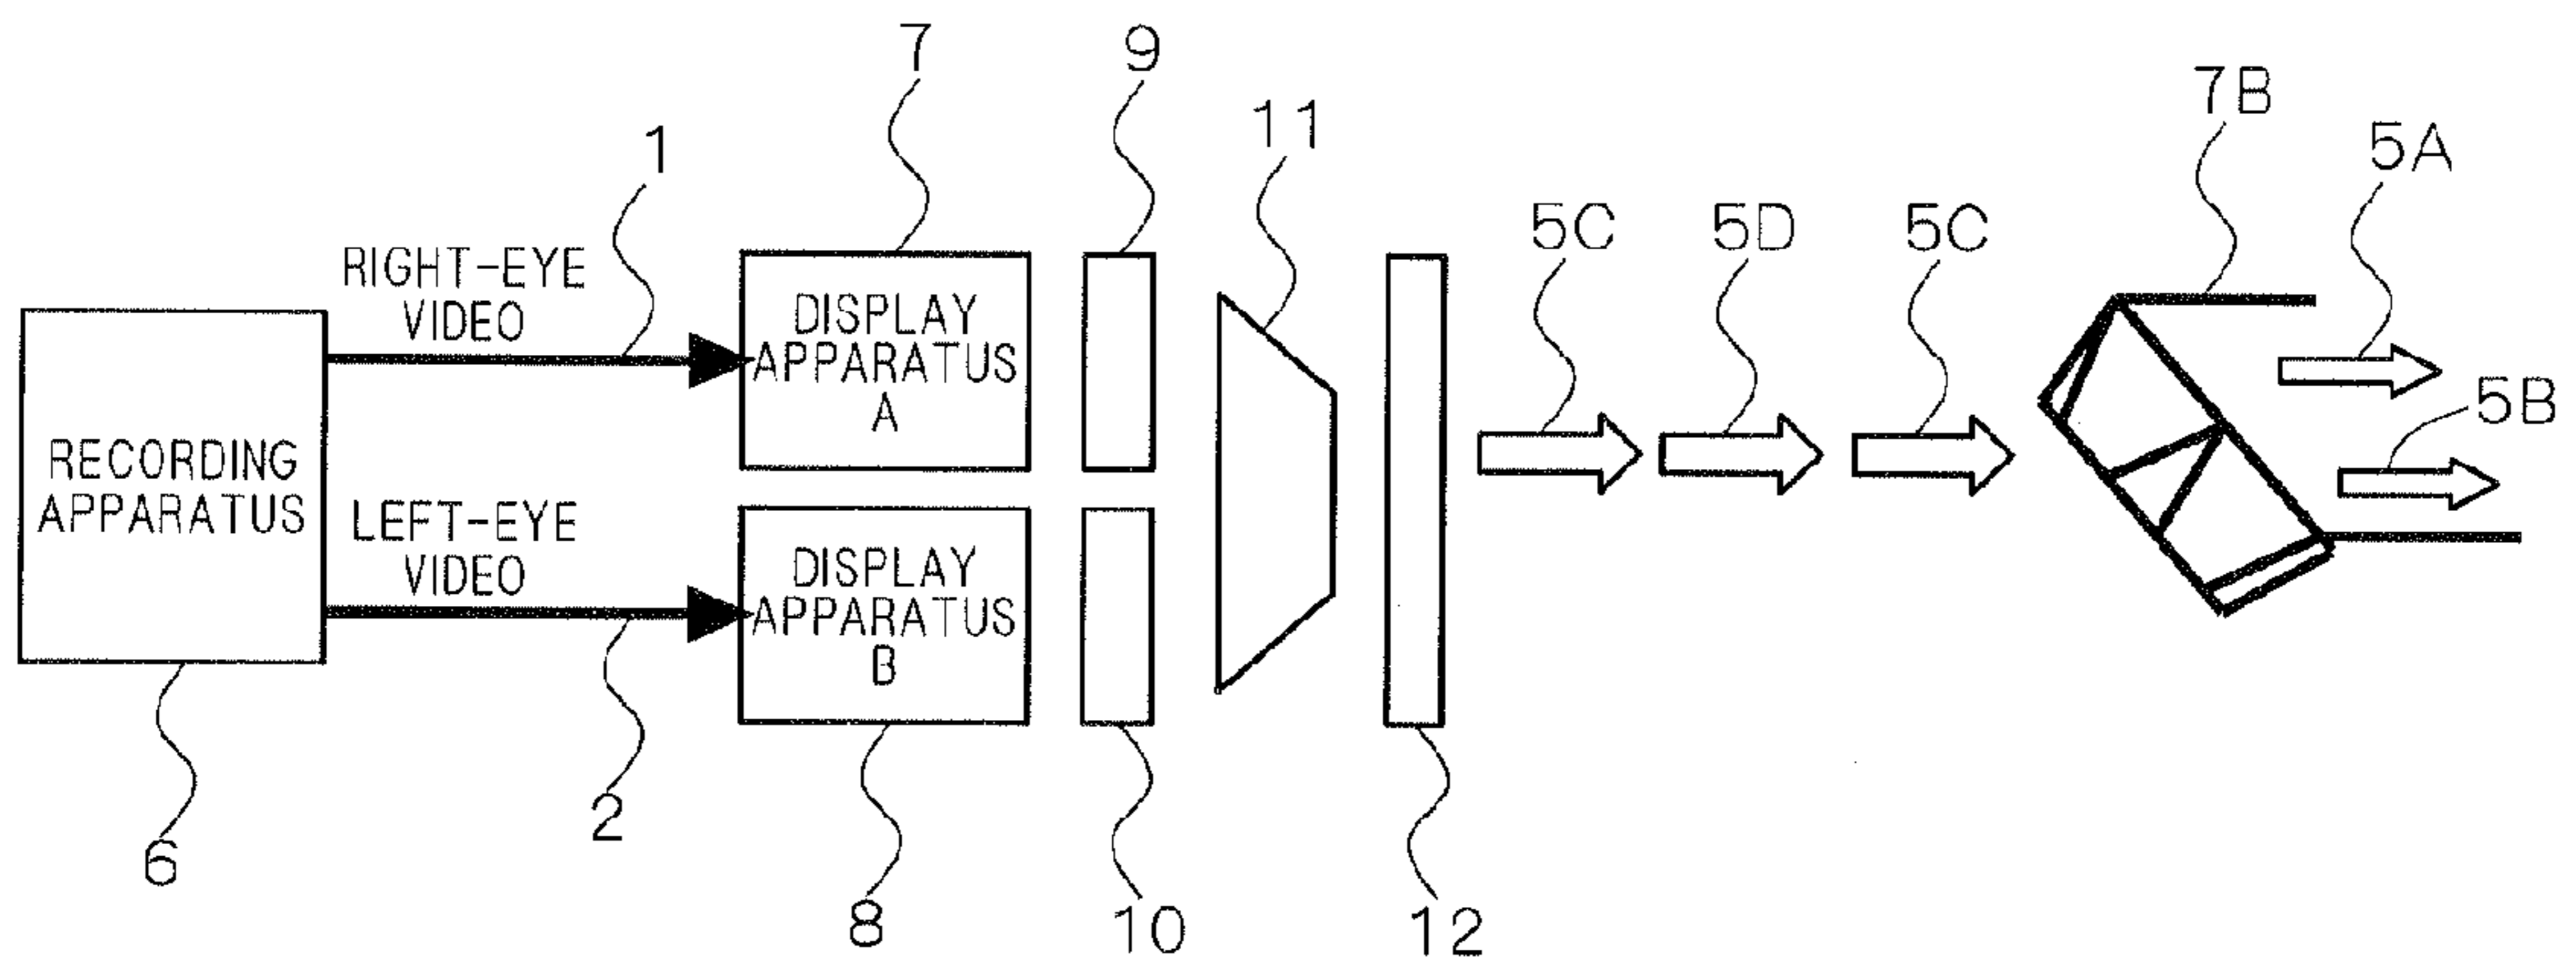 7
9
7B
11
5A
1
5C
5D
5C
RIGHT-EYE
VIDEO
DISPLAY
APPARATUS
A
5B
RECORDING
APPARATUS
LEFT-EYE
VIDEO
DISPLAY
APPARATUS
B
2
6
8
10
12